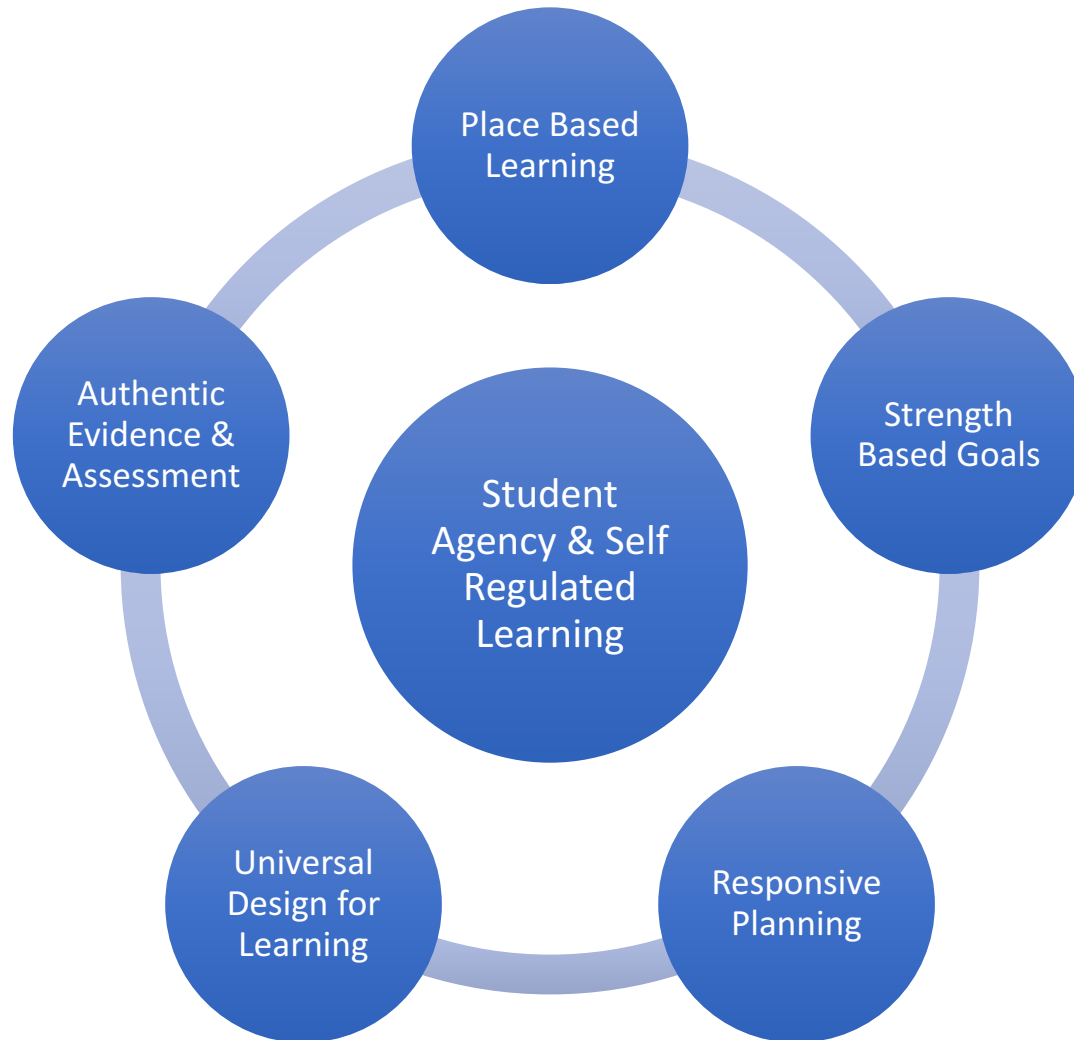 Place Based
Learning
Strength
Based Goals
Responsive
Planning
Universal
Design for
Learning
Authentic
Evidence &
Assessment
Student
Agency & Self
Regulated
Learning